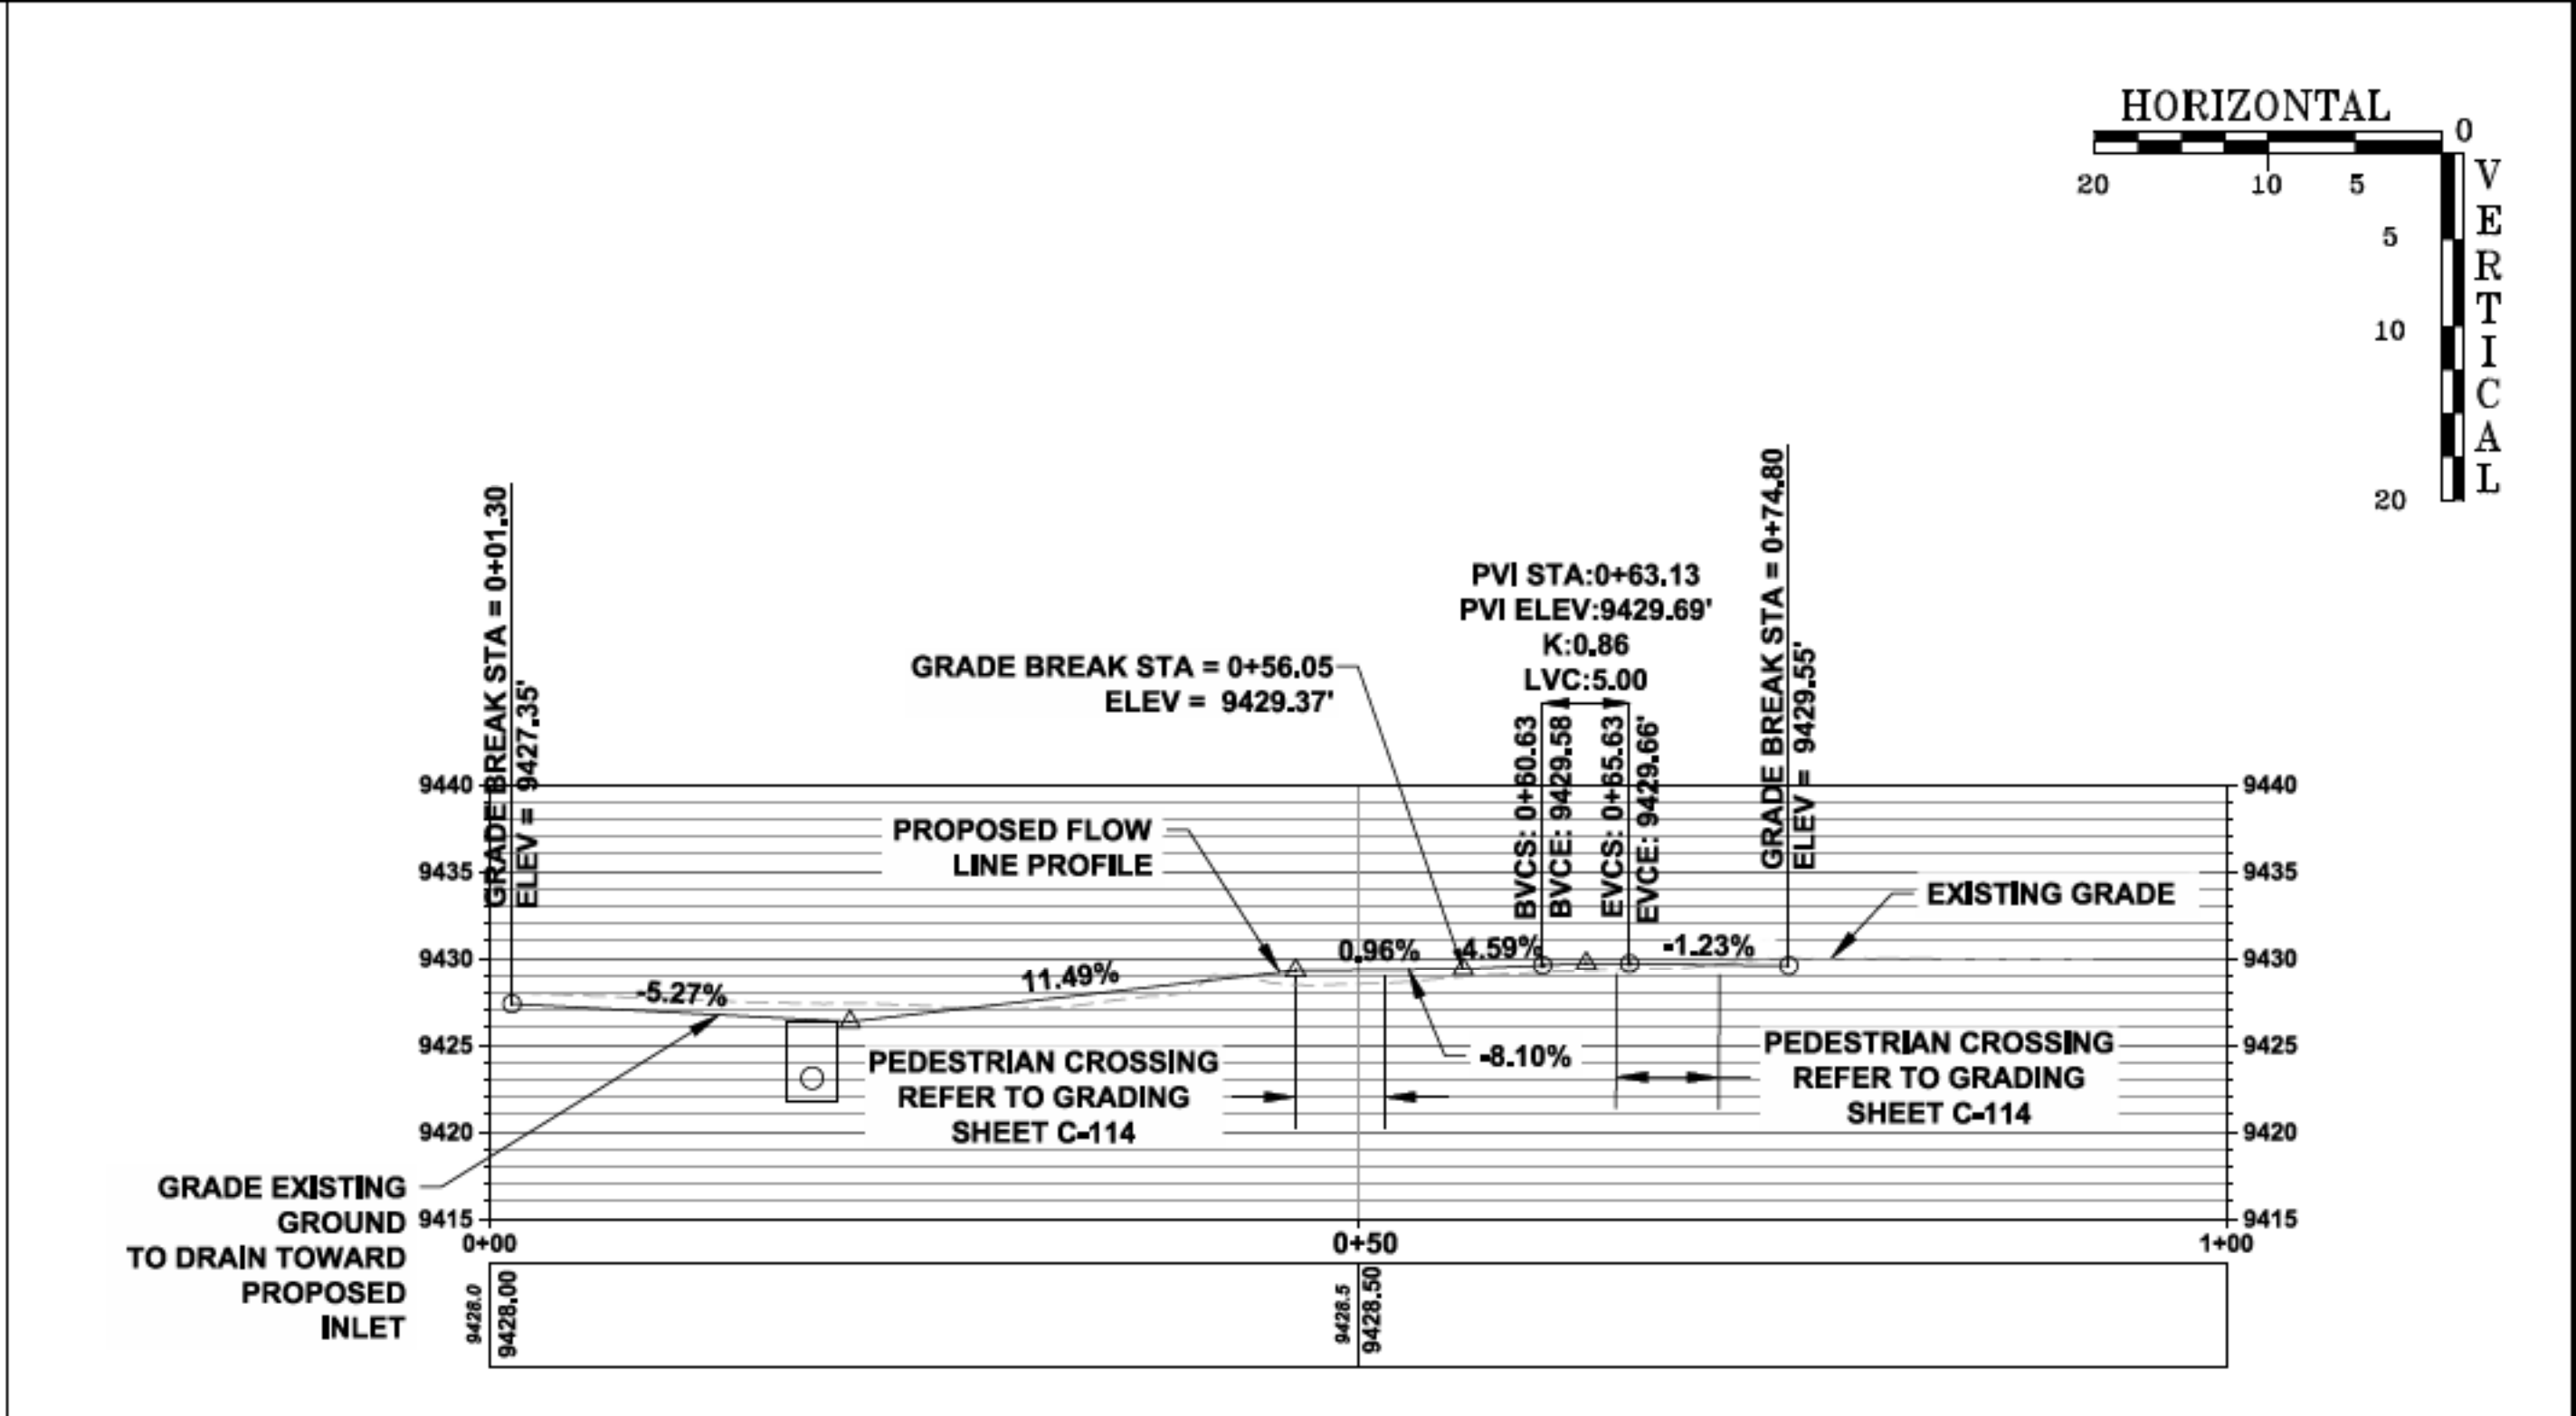 HORIZONTAL
0
20 10 5
VERTICAL
5
10
20
GRADE BREAK STA = 0+01.30
ELEV = 9427.35'
GRADE BREAK STA = 0+56.05
ELEV = 9429.37'
PVI STA:0+63.13
PVI ELEV:9429.69'
K:0.86
LVC:5.00
BVCS: 0+60.63
BVCE: 9429.58
EVCS: 0+65.63
EVCE: 9429.66'
GRADE BREAK STA = 0+74.80
ELEV = 9429.55'
9440
9435
9430
9425
9420
9415
9440
9435
9430
9425
9420
9415
PROPOSED FLOW
LINE PROFILE
EXISTING GRADE
-5.27%
11.49%
0.96%
4.59%
-1.23%
-8.10%
PEDESTRIAN CROSSING
REFER TO GRADING
SHEET C-114
PEDESTRIAN CROSSING
REFER TO GRADING
SHEET C-114
GRADE EXISTING
GROUND
TO DRAIN TOWARD
PROPOSED
INLET
0+00
0+50
1+00
9428.0
9428.00
9428.5
9428.50